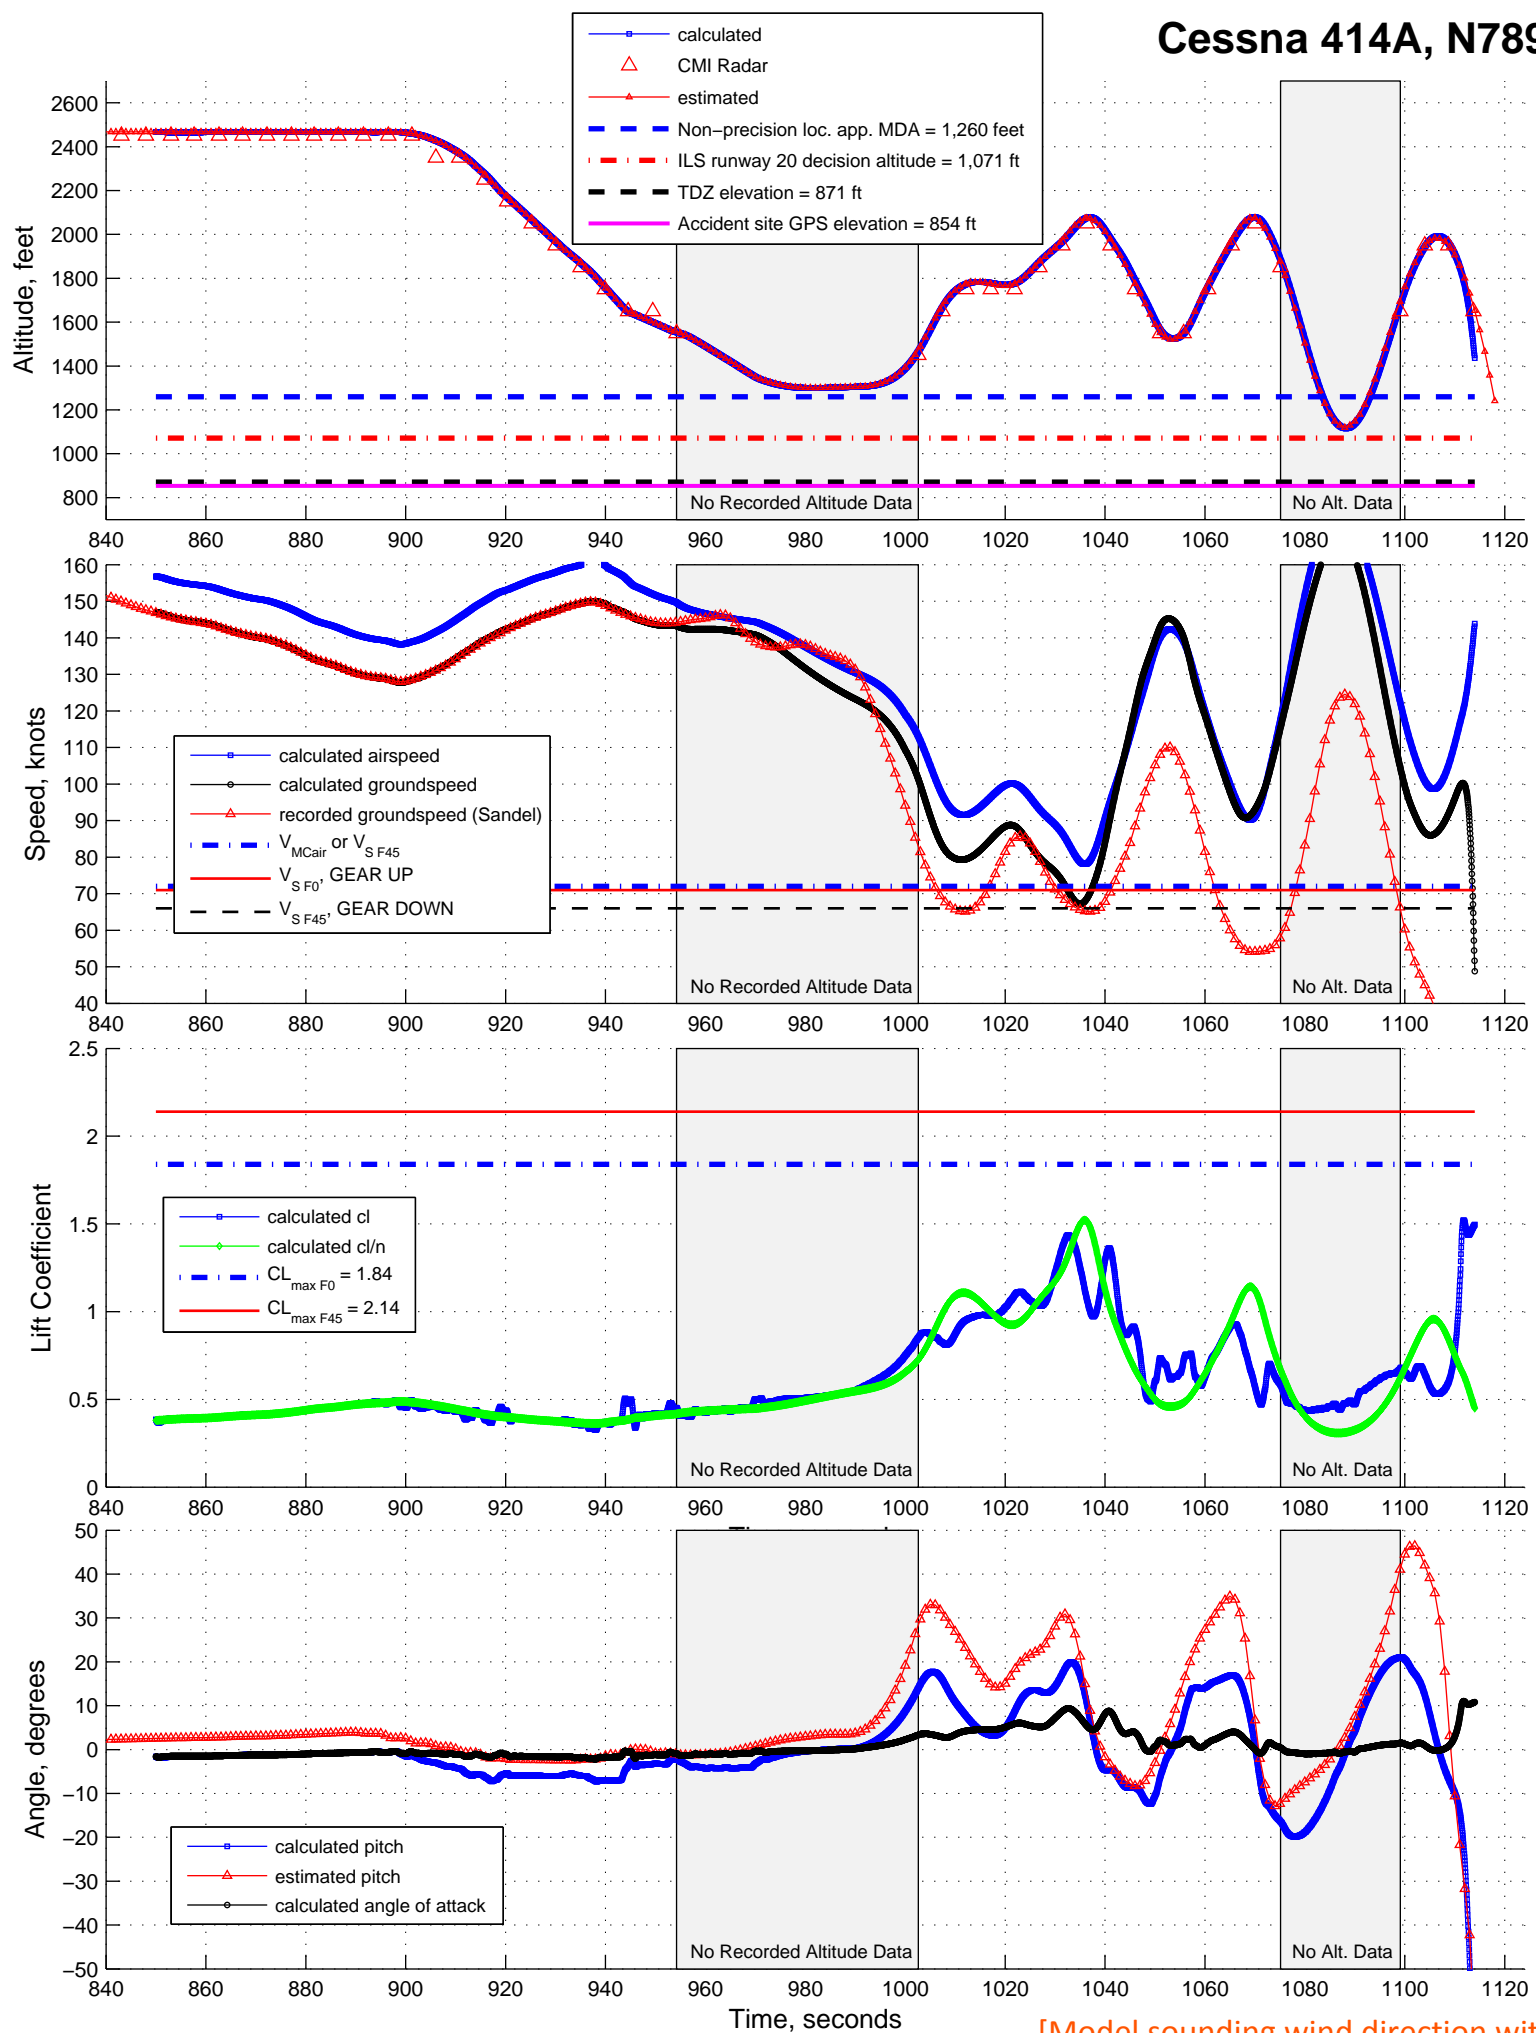 Cessna 414A, N789
calculated
CMI Radar
estimated
Non−precision loc. app. MDA = 1,260 feet
ILS runway 20 decision altitude = 1,071 ft
TDZ elevation = 871 ft
Accident site GPS elevation = 854 ft
2600
2400
2200
2000
1800
1600
1400
1200
1000
800
Altitude, feet
No Recorded Altitude Data
No Alt. Data
840 860 880 900 920 940 960 980 1000 1020 1040 1060 1080 1100 1120
160
150
140
130
120
110
100
90
80
70
60
50
40
Speed, knots
calculated airspeed
calculated groundspeed
recorded groundspeed (Sandel)
VMCair or VS F45
VS F0, GEAR UP
VS F45, GEAR DOWN
No Recorded Altitude Data
No Alt. Data
840 860 880 900 920 940 960 980 1000 1020 1040 1060 1080 1100 1120
2.5
2
1.5
1
0.5
0
Lift Coefficient
calculated cl
calculated cl/n
CLmax F0 = 1.84
CLmax F45 = 2.14
No Recorded Altitude Data
No Alt. Data
840 860 880 900 920 940 960 980 1000 1020 1040 1060 1080 1100 1120
50
40
30
20
10
0
−10
−20
−30
−40
−50
Angle, degrees
calculated pitch
estimated pitch
calculated angle of attack
No Recorded Altitude Data
No Alt. Data
840 860 880 900 920 940 960 980 1000 1020 1040 1060 1080 1100 1120
Time, seconds
[Model sounding wind direction wit